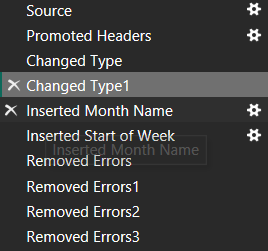 Source
Promoted Headers
Changed Type
Changed Type1
Inserted Month Name
Inserted Start of Week
Inserted Month Name
Removed Errors
Removed Errors1
Removed Errors2
Removed Errors3